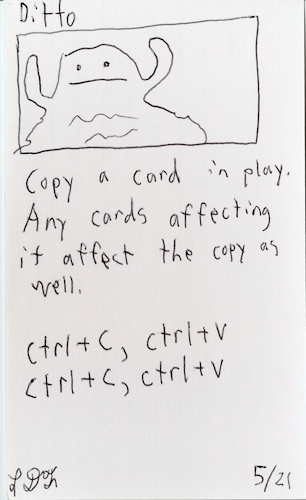 Ditto
Copy a card in play.
Any cards affecting
it affect the copy as
well.
ctrl+C, ctrl+V
ctrl+C, ctrl+V
5/21